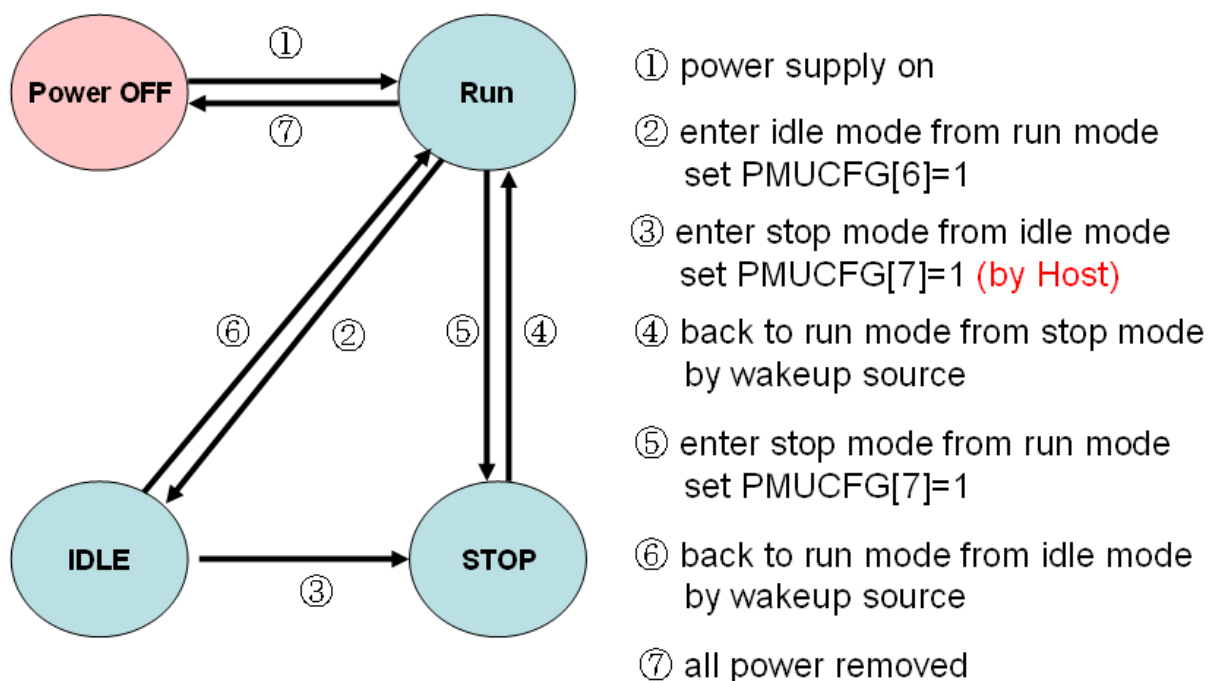 ①
Power OFF
Run
⑦
⑥
②
⑤
④
IDLE
STOP
③
① power supply on
② enter idle mode from run mode
set PMUCFG[6]=1
③ enter stop mode from idle mode
set PMUCFG[7]=1 (by Host)
④ back to run mode from stop mode
by wakeup source
⑤ enter stop mode from run mode
set PMUCFG[7]=1
⑥ back to run mode from idle mode
by wakeup source
⑦ all power removed